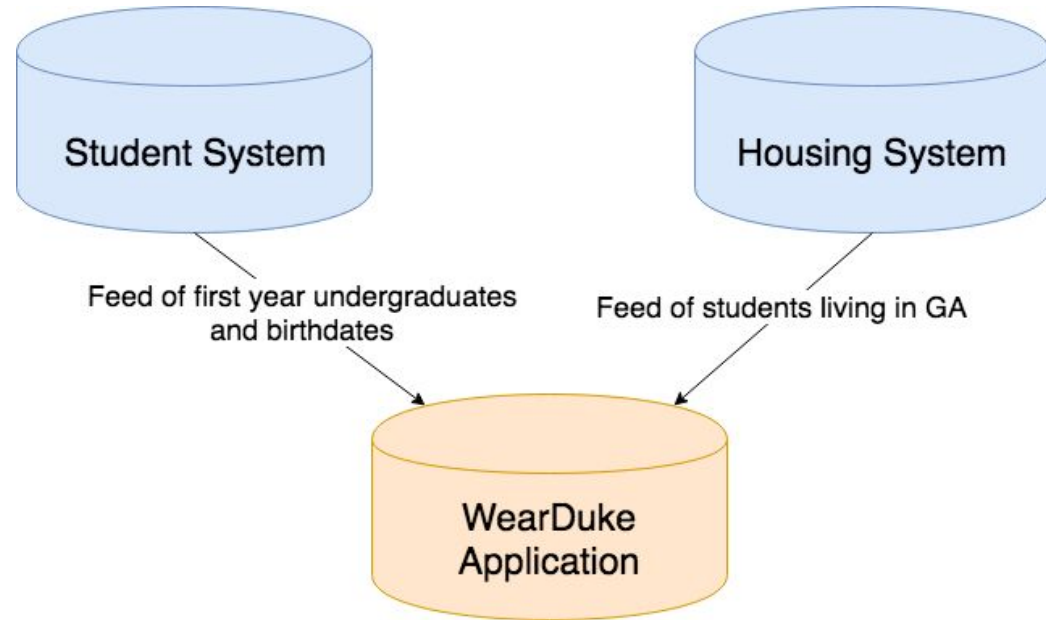 Student System
Housing System
Feed of first year undergraduates
and birthdates
Feed of students living in GA
WearDuke
Application